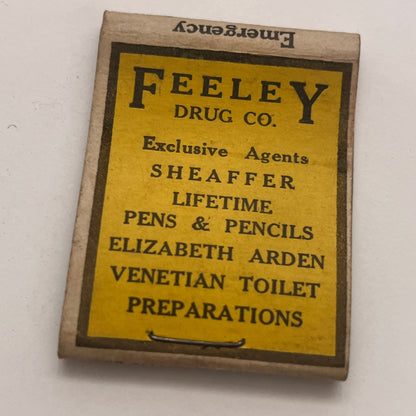 Emergency
FEELEY
DRUG CO.
Exclusive Agents
SHEAFFER
LIFETIME
PENS & PENCILS
ELIZABETH ARDEN
VENETIAN TOILET
PREPARATIONS